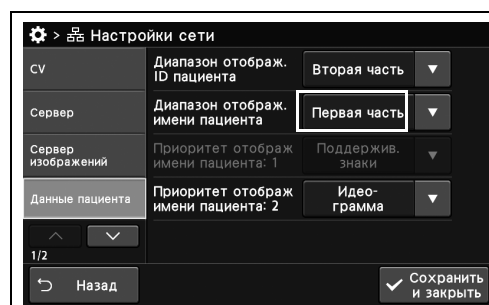 > Настройки сети
CV
Сервер
Сервер
изображений
Данные пациента
1/2
Диапазон отображ.
ID пациента
Вторая часть
Диапазон отображ.
имени пациента
Первая часть
Приоритет отображ
имени пациента: 1
Поддержив.
знаки
Приоритет отображ
имени пациента: 2
Идео-
грамма
Назад
Сохранить
и закрыть